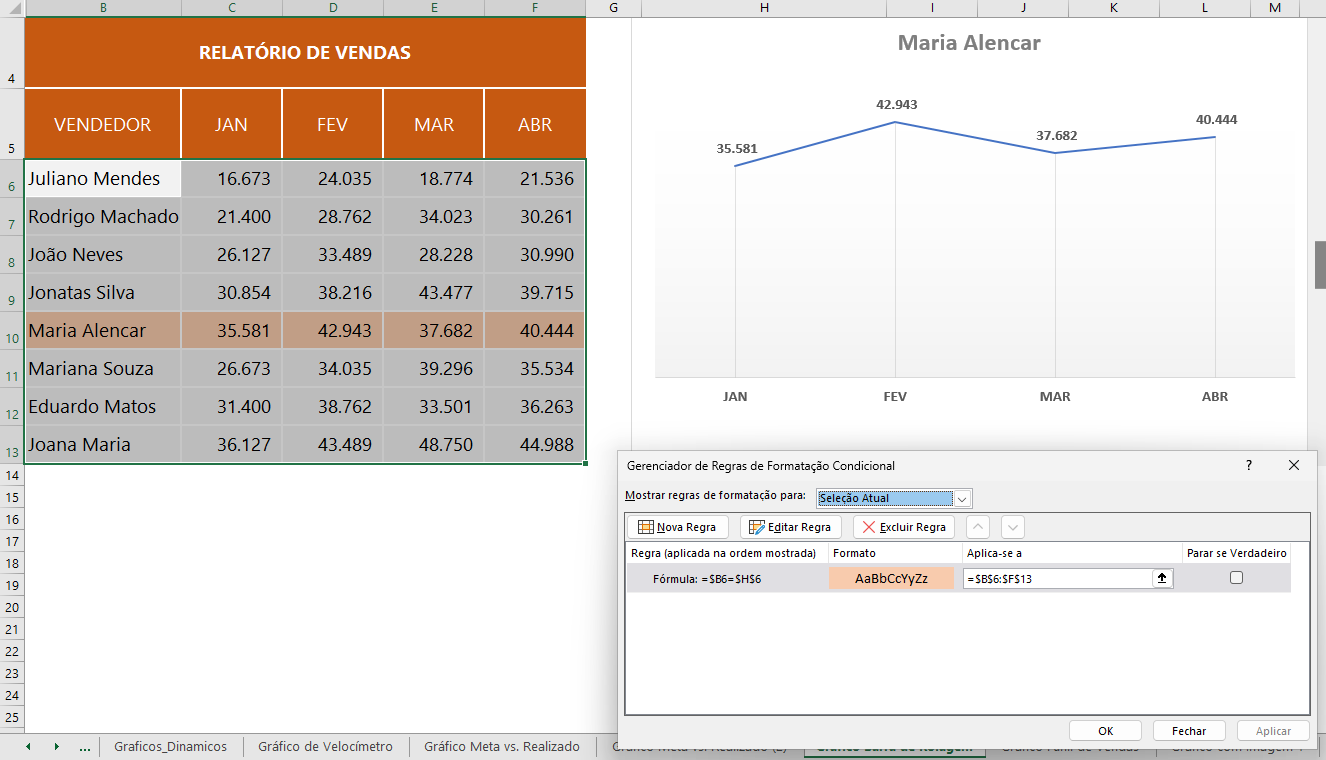 B C D E F G H I J K L M
4 RELATÓRIO DE VENDAS
5 VENDEDOR JAN FEV MAR ABR
6 Juliano Mendes 16.673 24.035 18.774 21.536
7 Rodrigo Machado 21.400 28.762 34.023 30.261
8 João Neves 26.127 33.489 28.228 30.990
9 Jonatas Silva 30.854 38.216 43.477 39.715
10 Maria Alencar 35.581 42.943 37.682 40.444
11 Mariana Souza 26.673 34.035 39.296 35.534
12 Eduardo Matos 31.400 38.762 33.501 36.263
13 Joana Maria 36.127 43.489 48.750 44.988
14
15
16
17
18
19
20
21
22
23
24
25
Maria Alencar
35.581 42.943 37.682 40.444
JAN FEV MAR ABR
Gerenciador de Regras de Formatação Condicional ?
Mostrar regras de formatação para: Seleção Atual
Nova Regra Editar Regra Excluir Regra
Regra (aplicada na ordem mostrada) Formato Aplica-se a Parar se Verdadeiro
Fórmula: =$B6=$H$6 AaBbCcYyZz =$B$6:$F$13
OK Fechar Aplicar
... Graficos_Dinamicos Gráfico de Velocímetro Gráfico Meta vs. Realizado